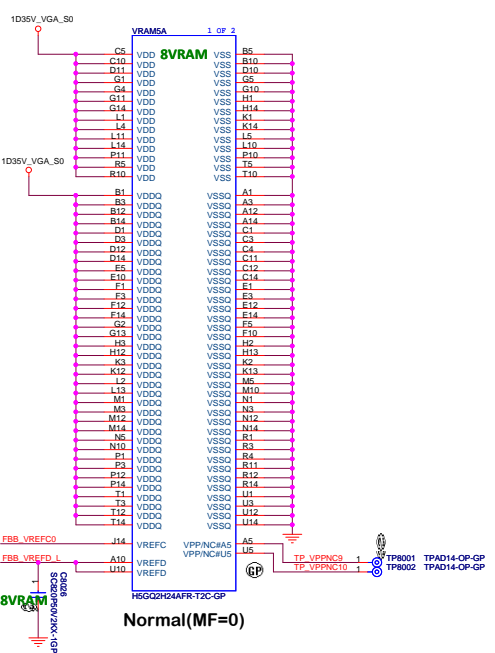 1D35V_VGA_S0
VRAM5A 1 OF 2
8VRAM
C5 VDD VSS B5
C10 VDD VSS B10
D11 VDD VSS D10
G1 VDD VSS G5
G4 VDD VSS G10
G11 VDD VSS H1
G14 VDD VSS H14
L1 VDD VSS K1
L4 VDD VSS K14
L11 VDD VSS L5
L14 VDD VSS L10
P11 VDD VSS P10
R5 VDD VSS T5
R10 VDD VSS T10
1D35V_VGA_S0
B1 VDDQ VSSQ A1
B3 VDDQ VSSQ A3
B12 VDDQ VSSQ A12
B14 VDDQ VSSQ A14
D1 VDDQ VSSQ C1
D3 VDDQ VSSQ C3
D12 VDDQ VSSQ C4
D14 VDDQ VSSQ C11
E5 VDDQ VSSQ C12
E10 VDDQ VSSQ C14
F1 VDDQ VSSQ E1
F3 VDDQ VSSQ E3
F12 VDDQ VSSQ E12
F14 VDDQ VSSQ E14
G2 VDDQ VSSQ F5
G13 VDDQ VSSQ F10
H3 VDDQ VSSQ H2
H12 VDDQ VSSQ H13
K3 VDDQ VSSQ K2
K12 VDDQ VSSQ K13
L2 VDDQ VSSQ M5
L13 VDDQ VSSQ M10
M1 VDDQ VSSQ N1
M3 VDDQ VSSQ N3
M12 VDDQ VSSQ N12
M14 VDDQ VSSQ N14
N5 VDDQ VSSQ R1
N10 VDDQ VSSQ R3
P1 VDDQ VSSQ R4
P3 VDDQ VSSQ R11
P12 VDDQ VSSQ R12
P14 VDDQ VSSQ R14
T1 VDDQ VSSQ U1
T3 VDDQ VSSQ U3
T12 VDDQ VSSQ U12
T14 VDDQ VSSQ U14
FBB_VREFC0 J14 VREFC VPP/NC#A5 A5
VPP/NC#U5 U5
TP_VPPNC9 1 TP8001 TPAD14-OP-GP
TP_VPPNC10 1 TP8002 TPAD14-OP-GP
FBB_VREFD_L A10 VREFD
U10 VREFD
GP
1
C8026
SC820P50V2KX-1GP
8VRAM
H5GQ2H24AFR-T2C-GP
Normal(MF=0)